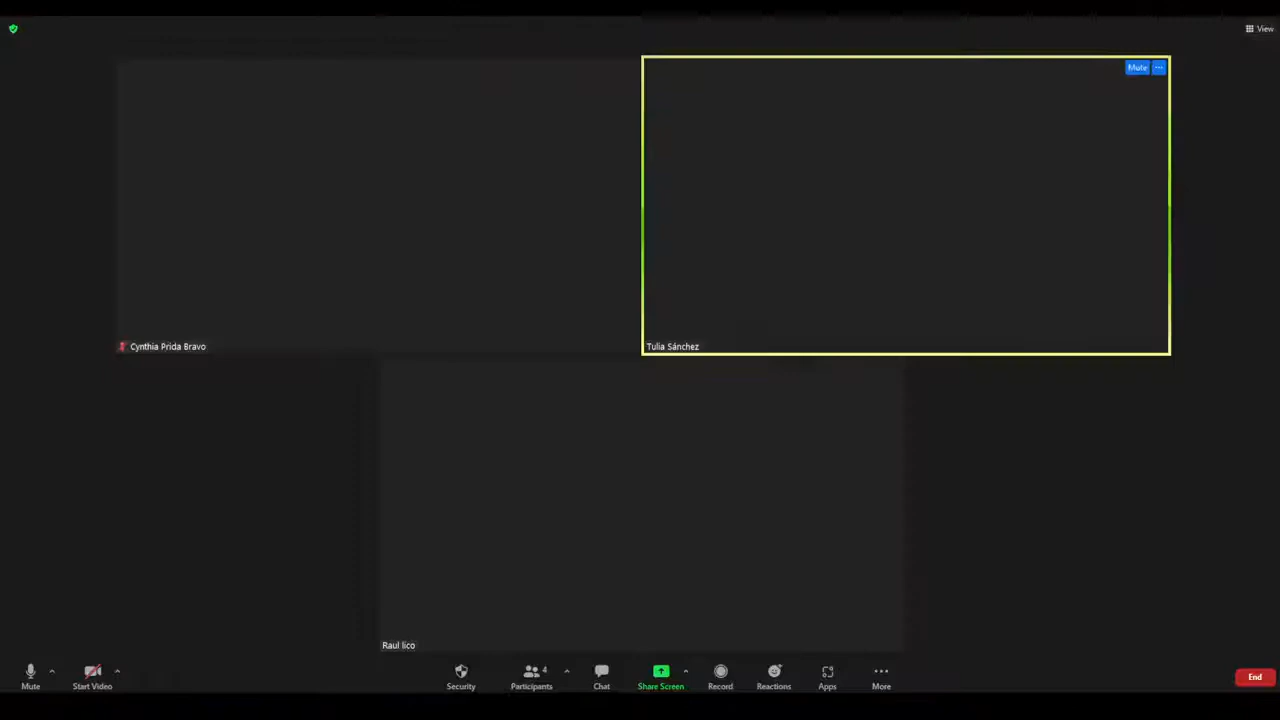 View
Mute
Cynthia Prida Bravo
Tulia Sánchez
Raul lico
Mute
Start Video
Security
4
Participants
Chat
Share Screen
Record
Reactions
Apps
More
End